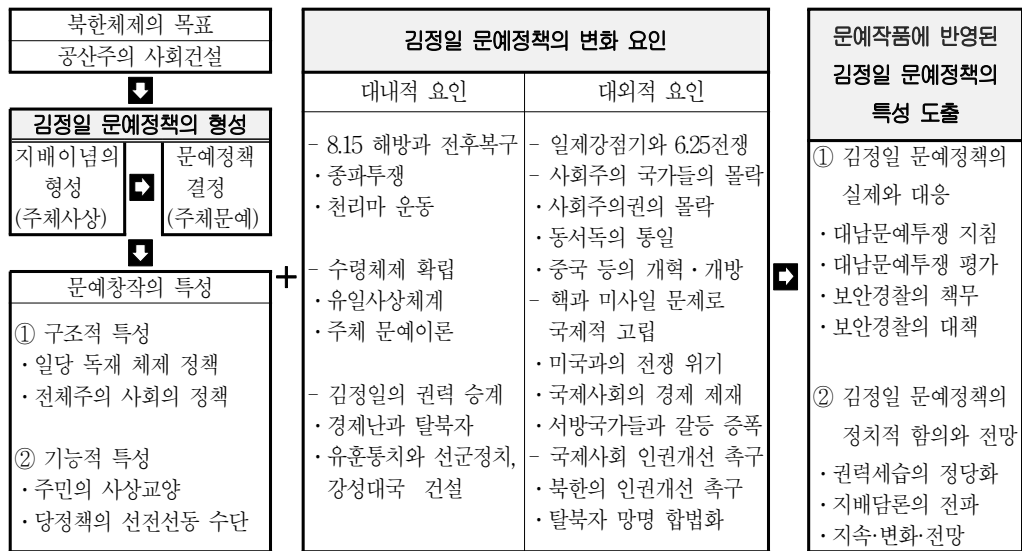 북한체제의 목표
공산주의 사회건설
김정일 문예정책의 형성
지배이념의
형성
(주체사상)
문예정책
결정
(주체문예)
문예창작의 특성
① 구조적 특성
·일당 독재 체제 정책
·전체주의 사회의 정책
② 기능적 특성
·주민의 사상교양
·당정책의 선전선동 수단
+
김정일 문예정책의 변화 요인
대내적 요인
- 8.15 해방과 전후복구
·종파투쟁
·천리마 운동
- 수령체제 확립
·유일사상체계
·주체 문예이론
- 김정일의 권력 승계
·경제난과 탈북자
·유훈통치와 선군정치,
강성대국 건설
대외적 요인
- 일제강점기와 6.25전쟁
- 사회주의 국가들의 몰락
·사회주의권의 몰락
·동서독의 통일
·중국 등의 개혁·개방
- 핵과 미사일 문제로
국제적 고립
·미국과의 전쟁 위기
·국제사회의 경제 제재
·서방국가들과 갈등 증폭
- 국제사회 인권개선 촉구
·북한의 인권개선 촉구
·탈북자 망명 합법화
문예작품에 반영된
김정일 문예정책의
특성 도출
① 김정일 문예정책의
실제와 대응
·대남문예투쟁 지침
·대남문예투쟁 평가
·보안경찰의 책무
·보안경찰의 대책
② 김정일 문예정책의
정치적 함의와 전망
·권력세습의 정당화
·지배담론의 전파
·지속·변화·전망